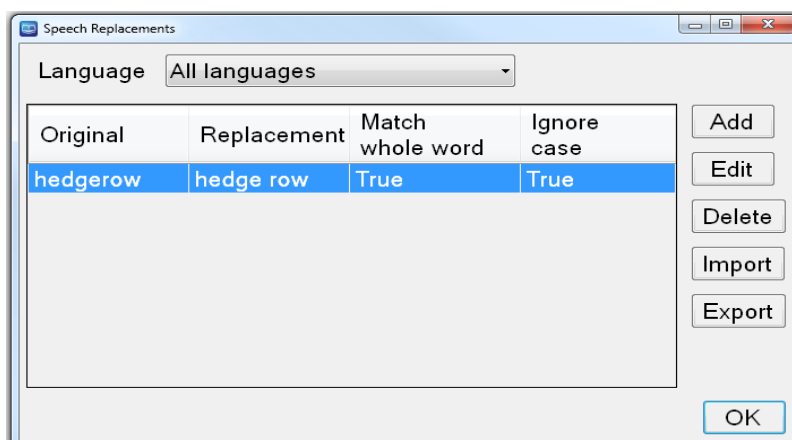 Speech Replacements
Language All languages
Original Replacement Match whole word Ignore case
hedgerow hedge row True True
Add
Edit
Delete
Import
Export
OK